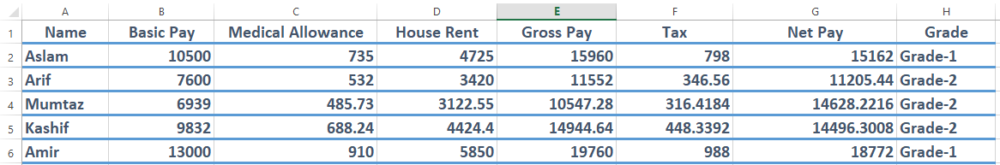 A B C D E F G H
1 Name Basic Pay Medical Allowance House Rent Gross Pay Tax Net Pay Grade
2 Aslam 10500 735 4725 15960 798 15162 Grade-1
3 Arif 7600 532 3420 11552 346.56 11205.44 Grade-2
4 Mumtaz 6939 485.73 3122.55 10547.28 316.4184 14628.2216 Grade-2
5 Kashif 9832 688.24 4424.4 14944.64 448.3392 14496.3008 Grade-2
6 Amir 13000 910 5850 19760 988 18772 Grade-1